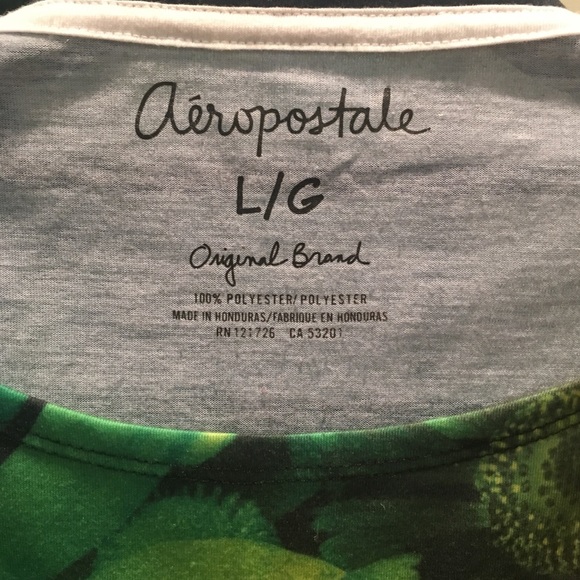 aéropostale
L/G
Original Brand
100% POLYESTER/POLYESTER
MADE IN HONDURAS/FABRIQUE EN HONDURAS
RN 121726 CA 53201